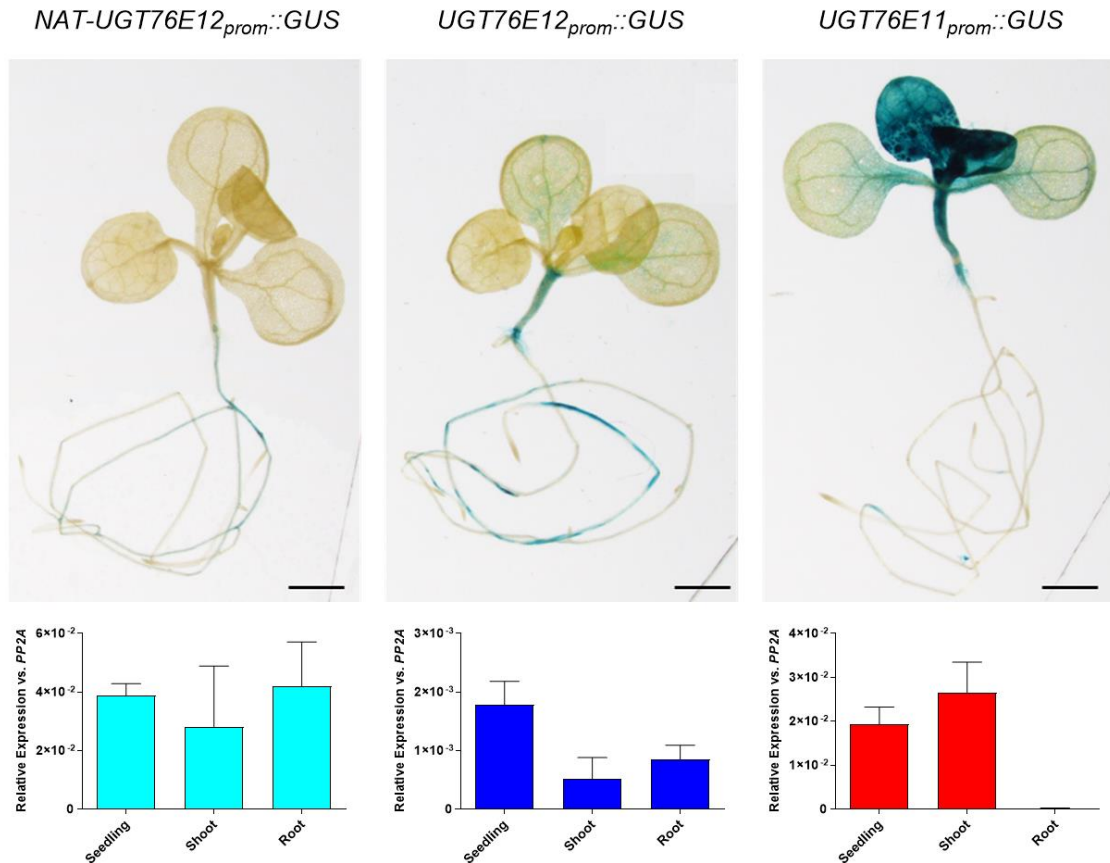 NAT-UGT76E12prom::GUS
UGT76E12prom::GUS
UGT76E11prom::GUS
Relative Expression vs. PP2A
6×10-2
4×10-2
2×10-2
0
Seedling
Shoot
Root
Relative Expression vs. PP2A
3×10-3
2×10-3
1×10-3
0
Seedling
Shoot
Root
Relative Expression vs. PP2A
4×10-2
3×10-2
2×10-2
1×10-2
0
Seedling
Shoot
Root